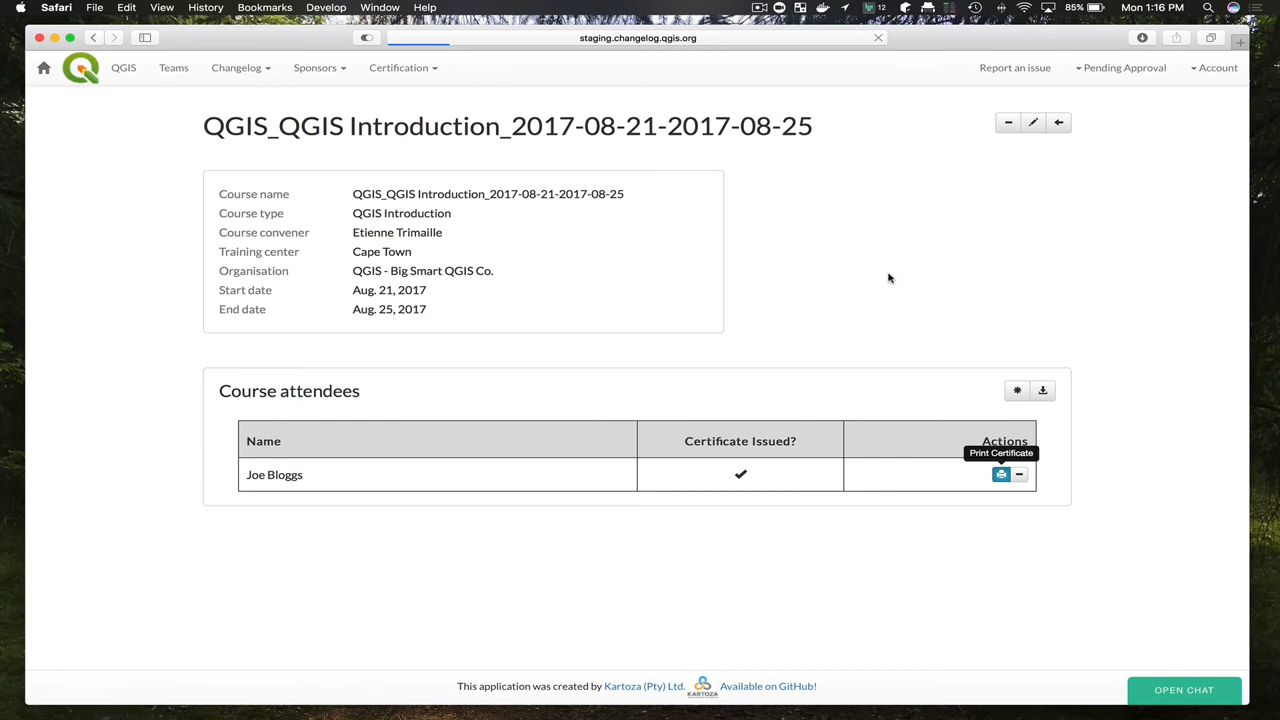 Safari File Edit View History Bookmarks Develop Window Help 12 85% Mon 1:16 PM
staging.changelog.qgis.org
QGIS Teams Changelog Sponsors Certification Report an issue Pending Approval Account
QGIS_QGIS Introduction_2017-08-21-2017-08-25
Course name QGIS_QGIS Introduction_2017-08-21-2017-08-25
Course type QGIS Introduction
Course convener Etienne Trimaille
Training center Cape Town
Organisation QGIS - Big Smart QGIS Co.
Start date Aug. 21, 2017
End date Aug. 25, 2017
Course attendees
Name Certificate Issued? Actions
Print Certificate
Joe Bloggs
This application was created by Kartoza (Pty) Ltd. KARTOZA Available on GitHub!
OPEN CHAT